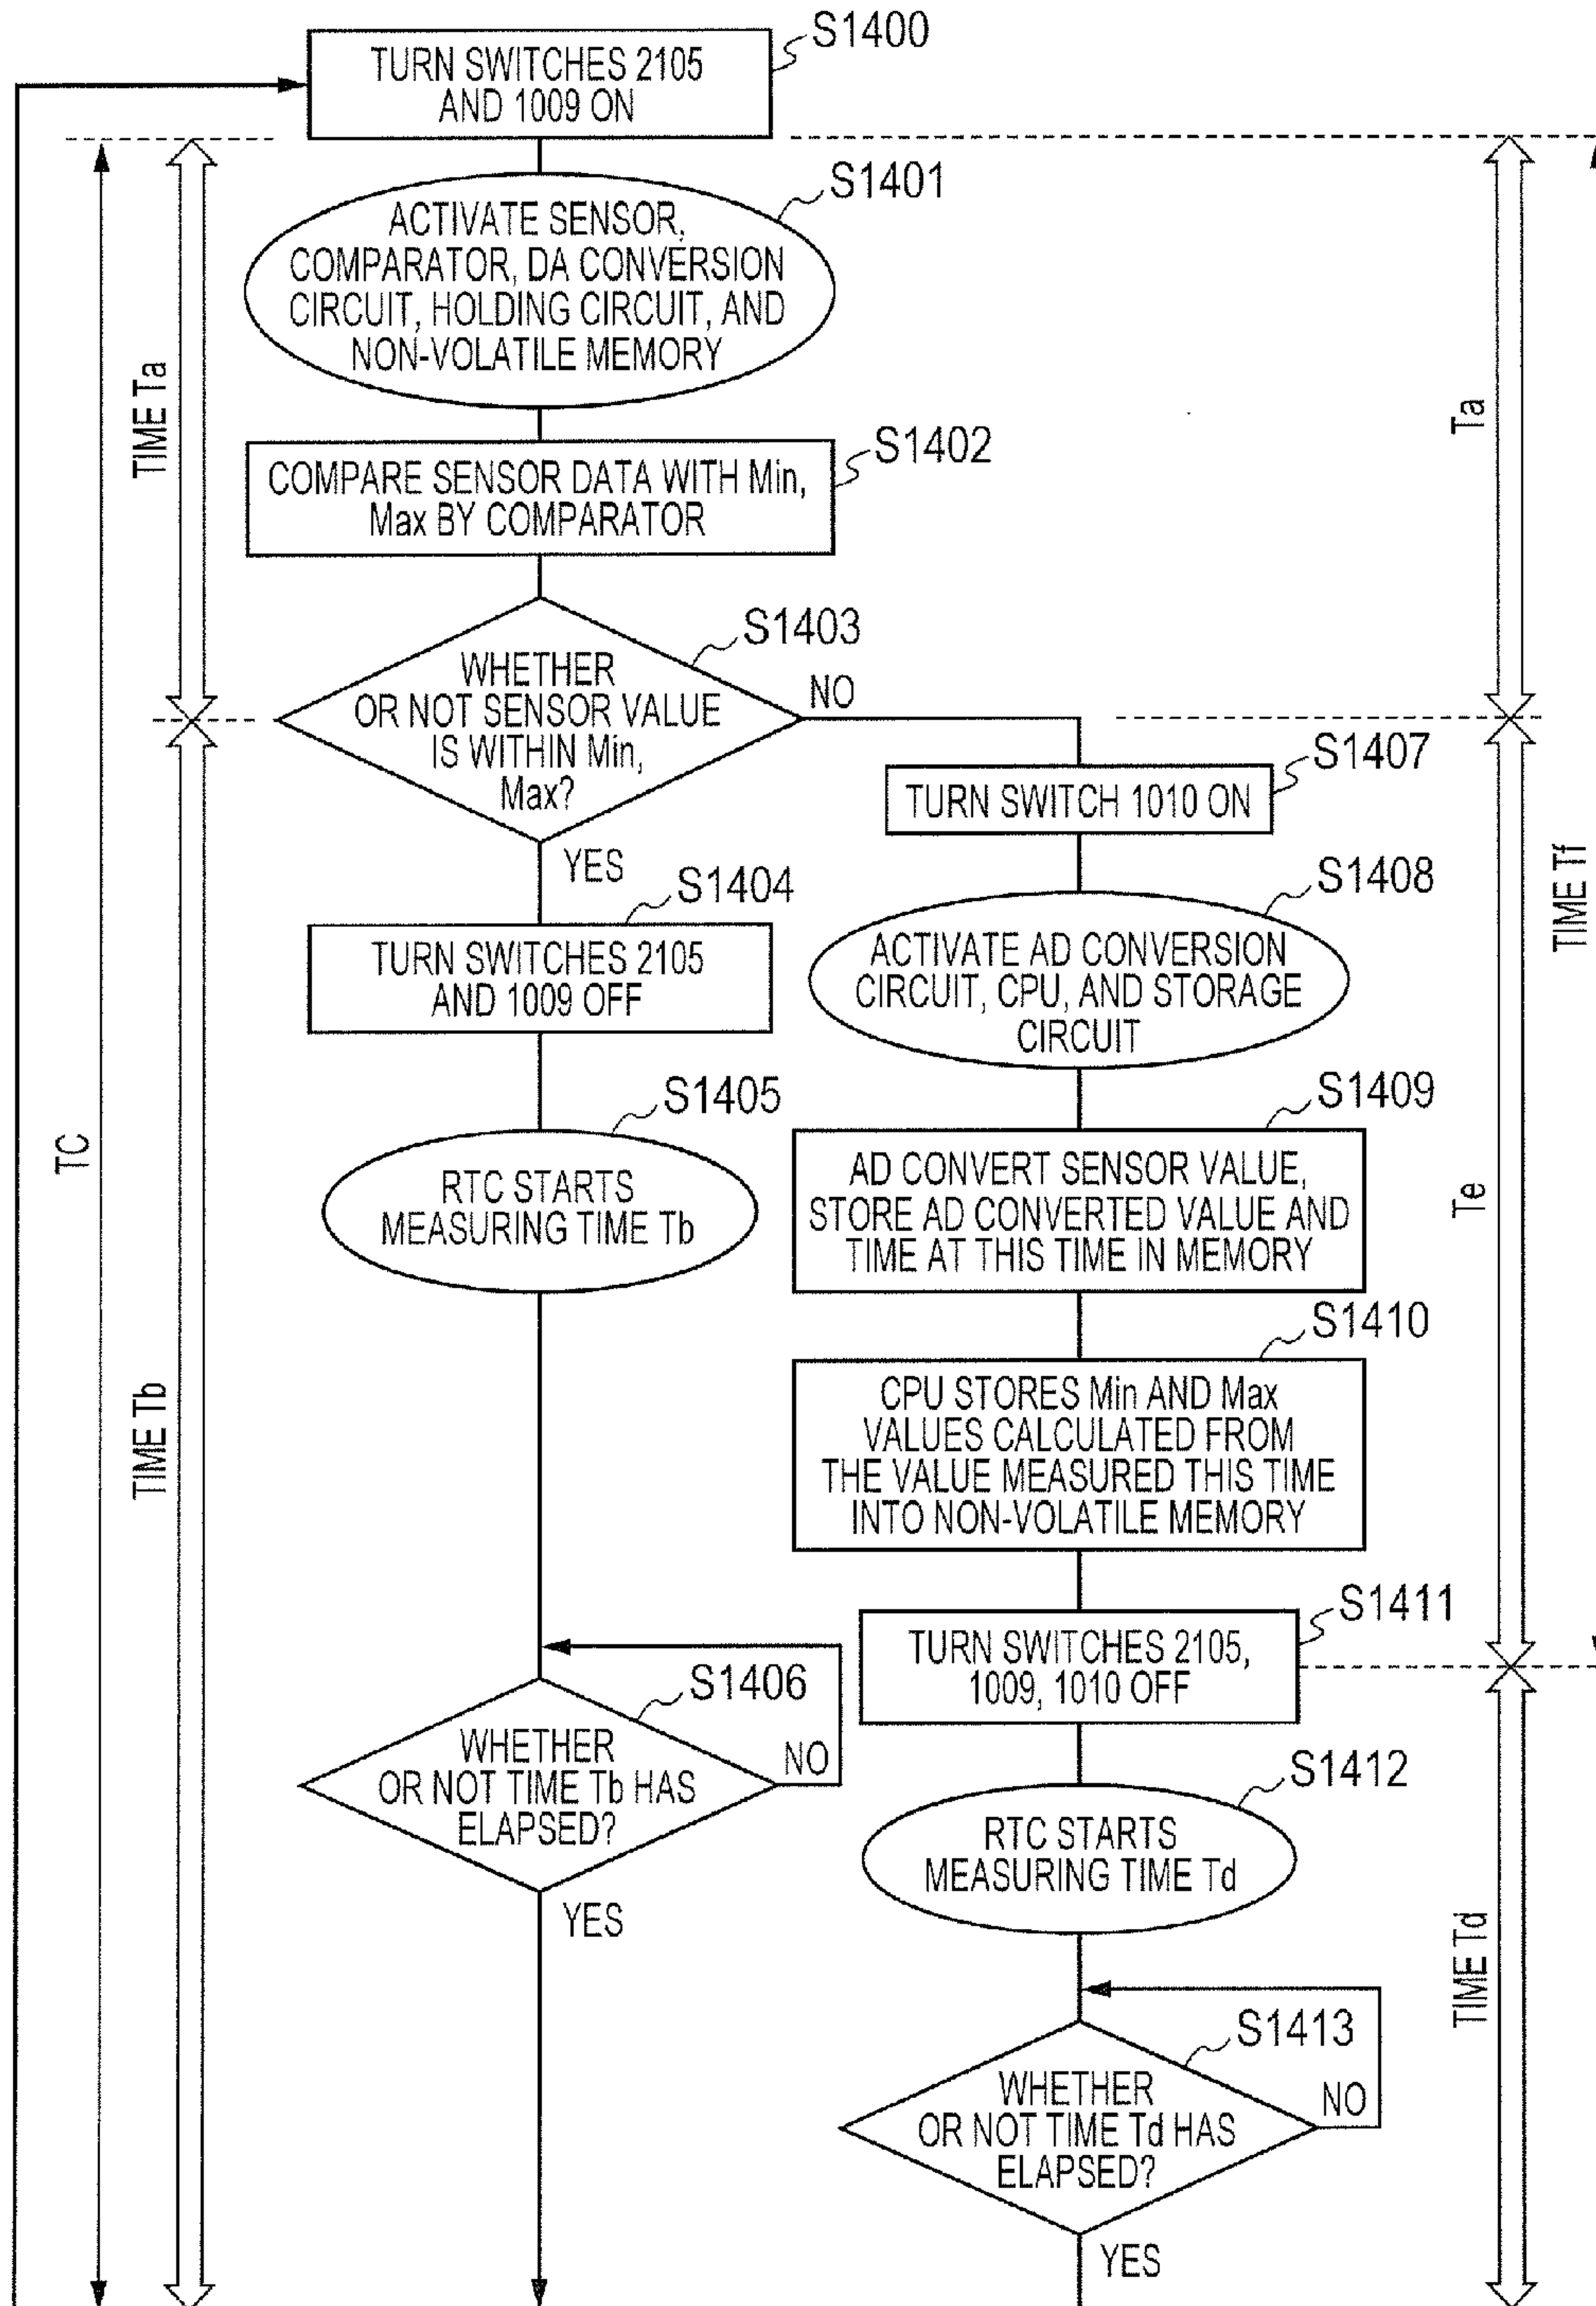 S1400
TURN SWITCHES 2105
AND 1009 ON
S1401
ACTIVATE SENSOR,
COMPARATOR, DA CONVERSION
CIRCUIT, HOLDING CIRCUIT, AND
NON-VOLATILE MEMORY
TIME Ta
Ta
S1402
COMPARE SENSOR DATA WITH Min,
Max BY COMPARATOR
S1403
WHETHER
OR NOT SENSOR VALUE
IS WITHIN Min,
Max?
NO
YES
S1404
TURN SWITCHES 2105
AND 1009 OFF
S1405
RTC STARTS
MEASURING TIME Tb
S1406
WHETHER
OR NOT TIME Tb HAS
ELAPSED?
NO
YES
TC
TIME Tb
S1407
TURN SWITCH 1010 ON
S1408
ACTIVATE AD CONVERSION
CIRCUIT, CPU, AND STORAGE
CIRCUIT
S1409
AD CONVERT SENSOR VALUE,
STORE AD CONVERTED VALUE AND
TIME AT THIS TIME IN MEMORY
S1410
CPU STORES Min AND Max
VALUES CALCULATED FROM
THE VALUE MEASURED THIS TIME
INTO NON-VOLATILE MEMORY
S1411
TURN SWITCHES 2105,
1009, 1010 OFF
S1412
RTC STARTS
MEASURING TIME Td
S1413
WHETHER
OR NOT TIME Td HAS
ELAPSED?
NO
YES
Te
TIME Tf
TIME Td